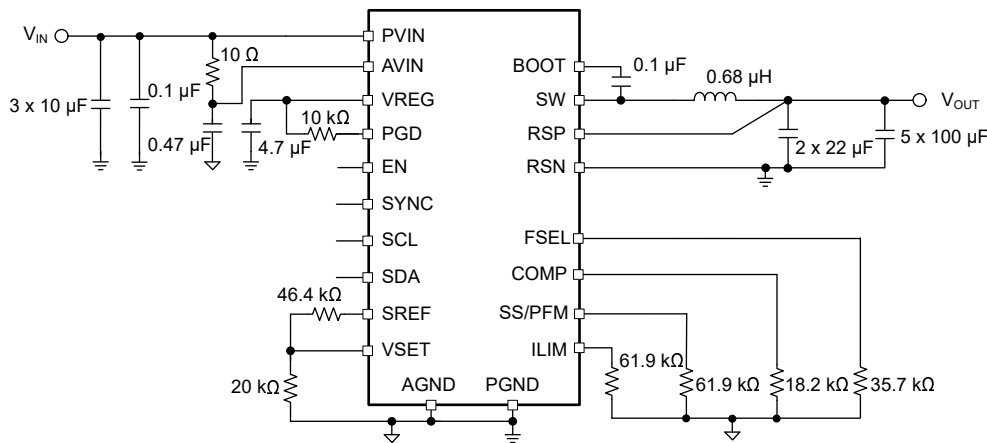 V_IN
3 x 10 µF
0.1 µF
10 Ω
0.47 µF
4.7 µF
10 kΩ
46.4 kΩ
20 kΩ
PVIN
AVIN
VREG
PGD
EN
SYNC
SCL
SDA
SREF
VSET
AGND
PGND
BOOT
SW
RSP
RSN
FSEL
COMP
SS/PFM
ILIM
0.1 µF
0.68 µH
V_OUT
2 x 22 µF
5 x 100 µF
61.9 kΩ
61.9 kΩ
18.2 kΩ
35.7 kΩ